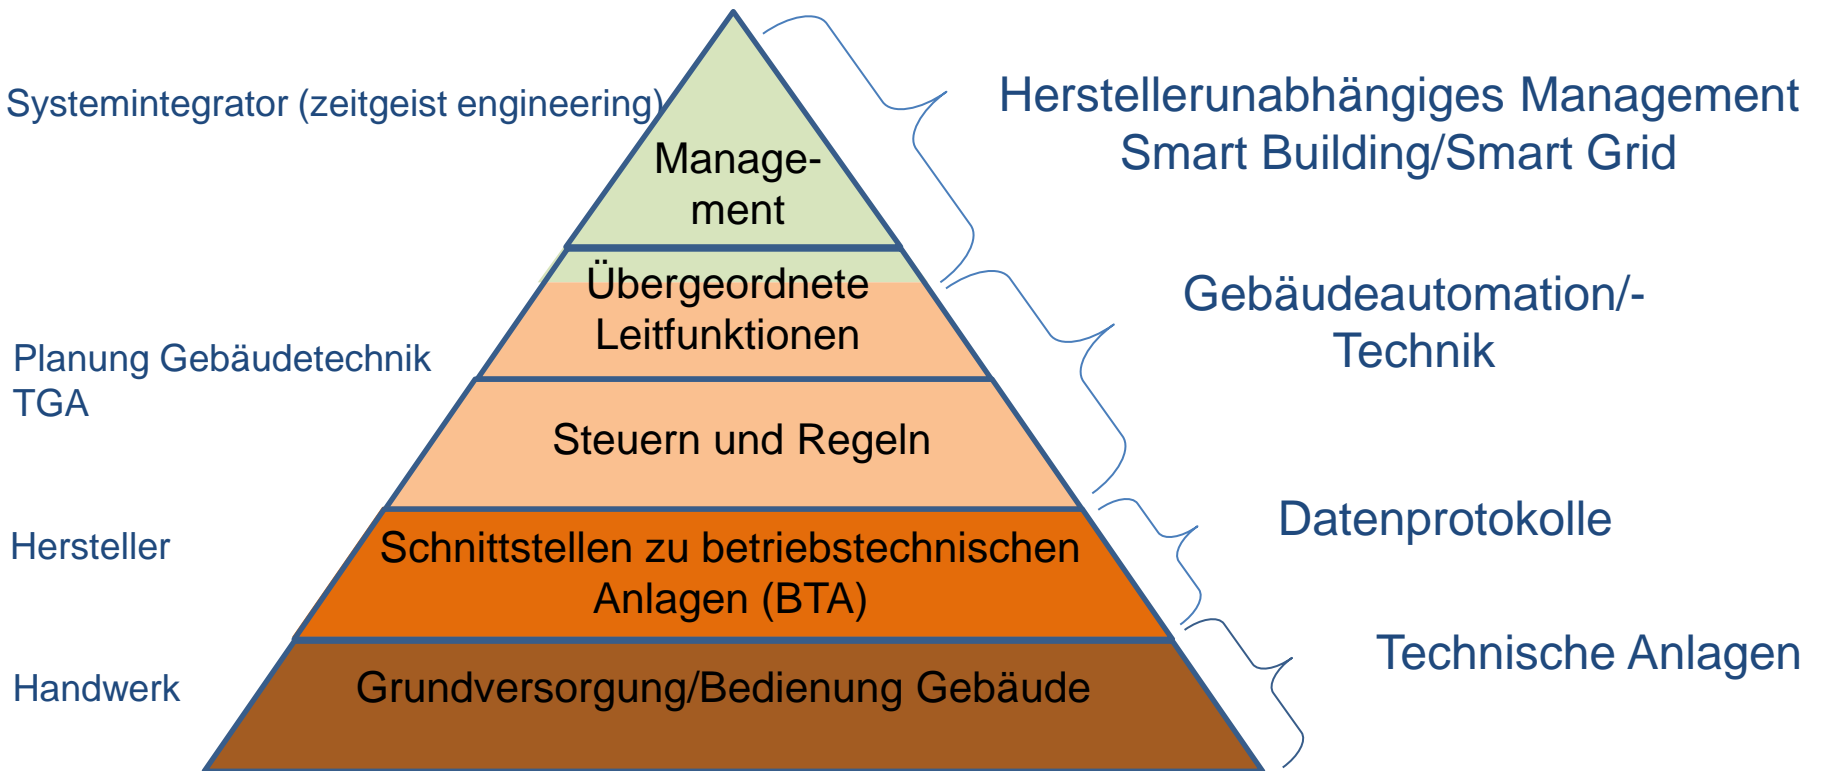 Systemintegrator (zeitgeist engineering)
Manage-
ment
Herstellerunabhängiges Management
Smart Building/Smart Grid
Übergeordnete
Leitfunktionen
Gebäudeautomation/-
Technik
Planung Gebäudetechnik
TGA
Steuern und Regeln
Hersteller
Schnittstellen zu betriebstechnischen
Anlagen (BTA)
Datenprotokolle
Handwerk
Grundversorgung/Bedienung Gebäude
Technische Anlagen